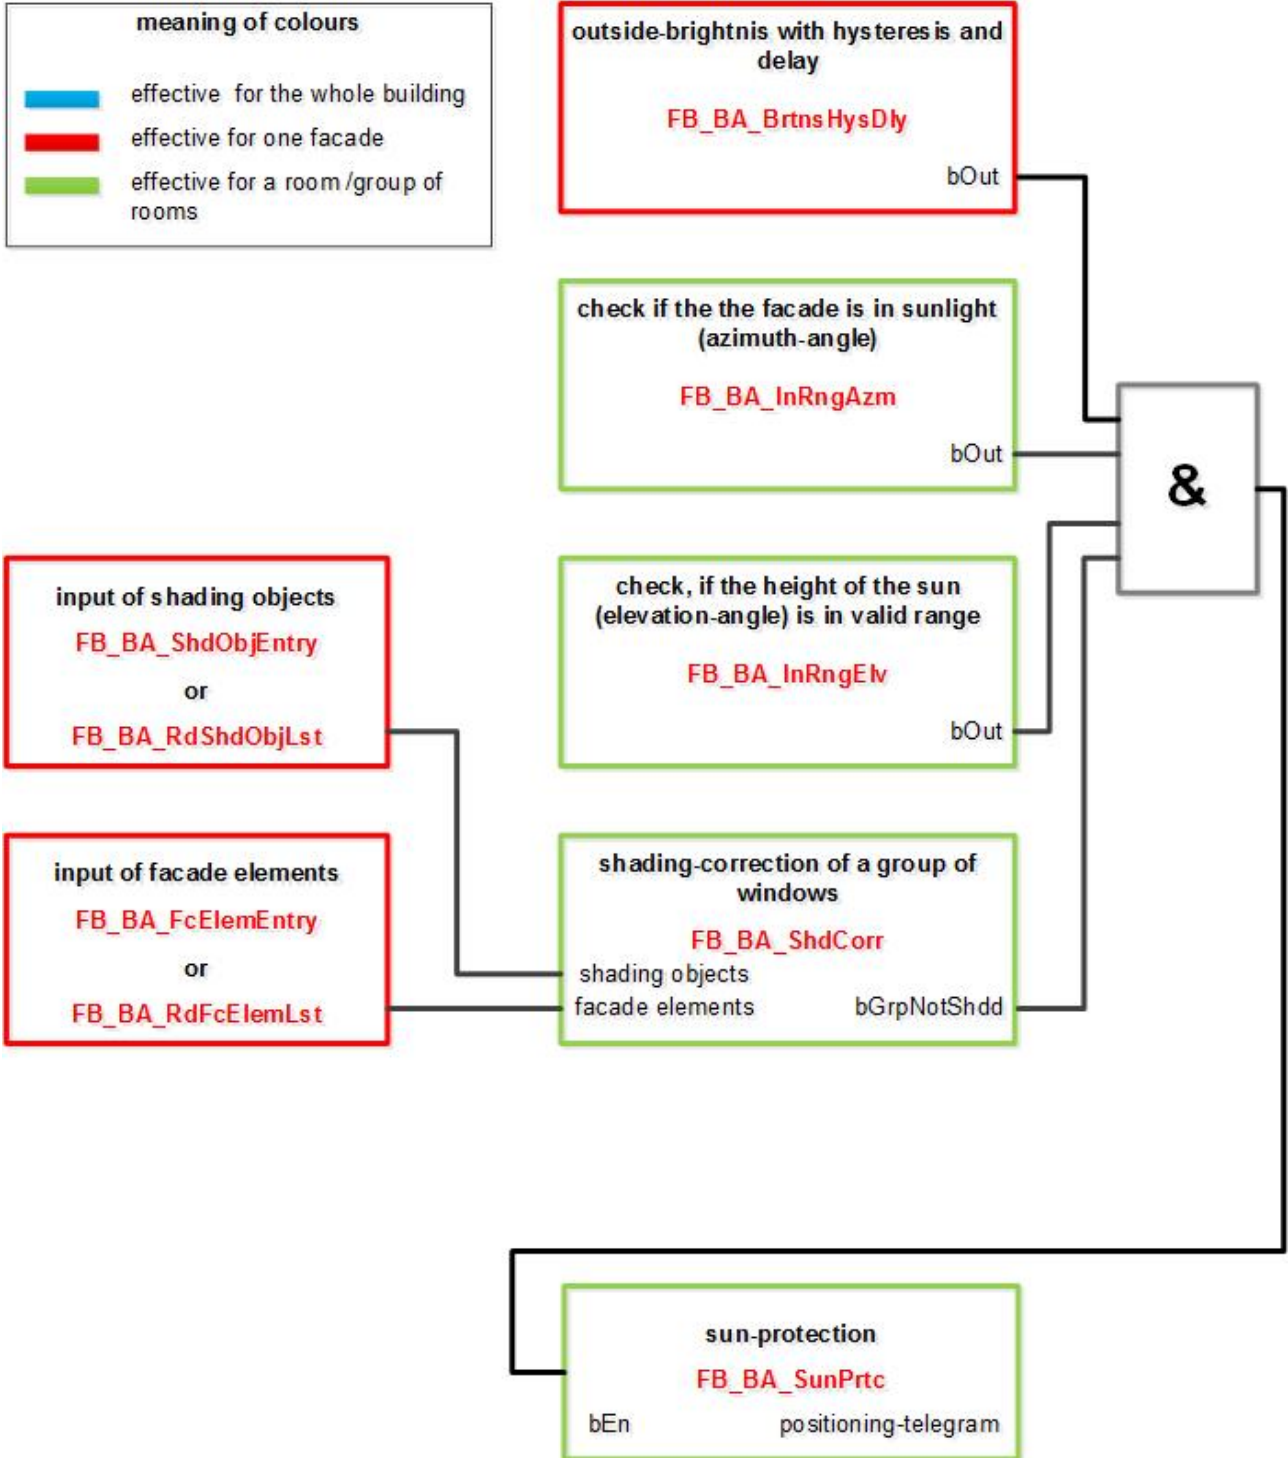 meaning of colours
effective for the whole building
effective for one facade
effective for a room /group of
rooms
outside-brightnis with hysteresis and
delay
FB_BA_BrtnsHysDly
bOut
check if the the facade is in sunlight
(azimuth-angle)
FB_BA_InRngAzm
bOut
&
input of shading objects
FB_BA_ShdObjEntry
or
FB_BA_RdShdObjLst
check, if the height of the sun
(elevation-angle) is in valid range
FB_BA_InRngElv
bOut
input of facade elements
FB_BA_FcElemEntry
or
FB_BA_RdFcElemLst
shading-correction of a group of
windows
FB_BA_ShdCorr
shading objects
facade elements bGrpNotShdd
sun-protection
FB_BA_SunPrtc
bEn positioning-telegram